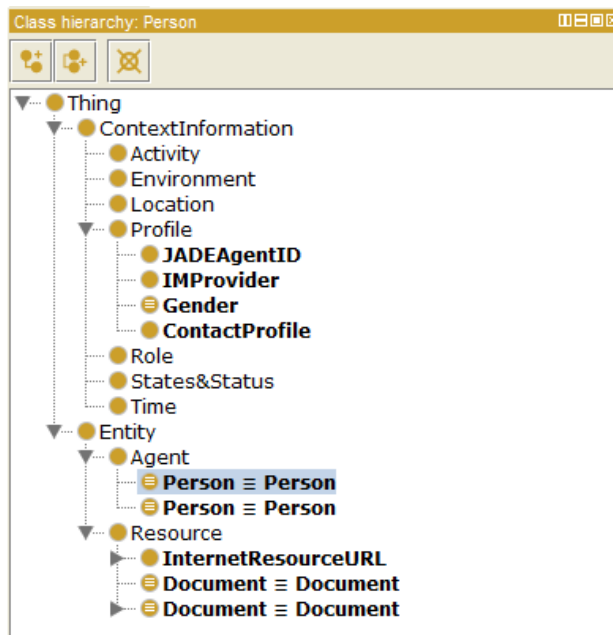 Class hierarchy: Person
Thing
ContextInformation
Activity
Environment
Location
Profile
JADEAgentID
IMProvider
Gender
ContactProfile
Role
States&Status
Time
Entity
Agent
Person ≡ Person
Person ≡ Person
Resource
InternetResourceURL
Document ≡ Document
Document ≡ Document